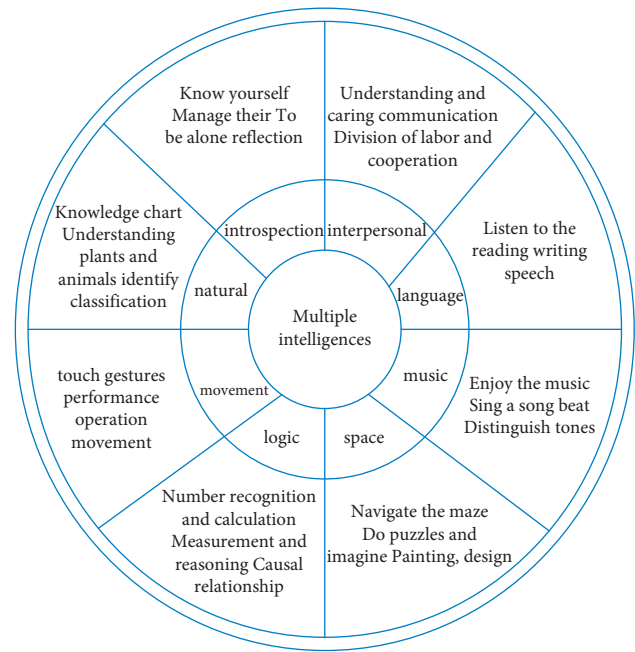 Know yourself
Manage their To
be alone reflection
Understanding and
caring communication
Division of labor and
cooperation
Knowledge chart
Understanding
plants and
animals identify
classification
introspection
interpersonal
Listen to the
reading writing
speech
natural
language
Multiple
intelligences
touch gestures
performance
operation
movement
movement
music
Enjoy the music
Sing a song beat
Distinguish tones
logic
space
Number recognition
and calculation
Measurement and
reasoning Causal
relationship
Navigate the maze
Do puzzles and
imagine Painting, design